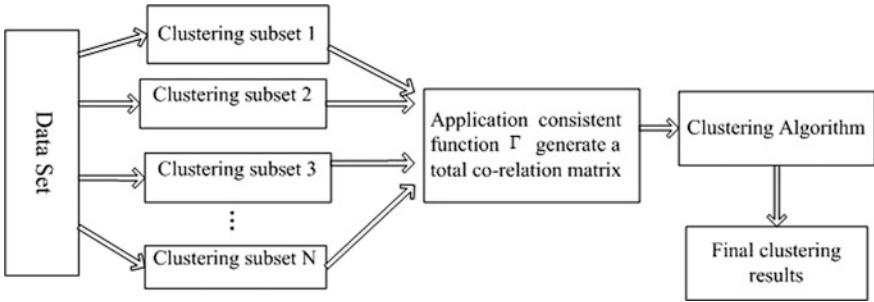 Data Set
Clustering subset 1
Clustering subset 2
Clustering subset 3
⋮
Clustering subset N
Application consistent
function Γ generate a
total co-relation matrix
Clustering Algorithm
Final clustering
results